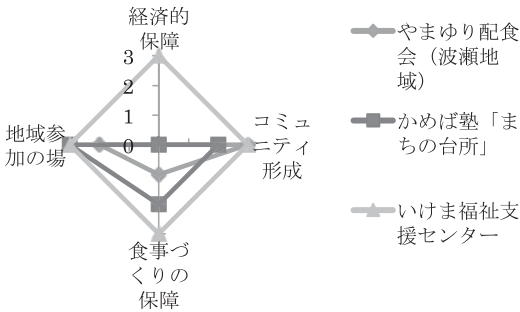 経済的
保障
3
2
1
0
地域参
加の場
コミュ
ニティ
形成
食事づ
くりの
保障
やまゆり配食
会（波瀬地
域）
かめば塾「ま
ちの台所」
いけま福祉支
援センター